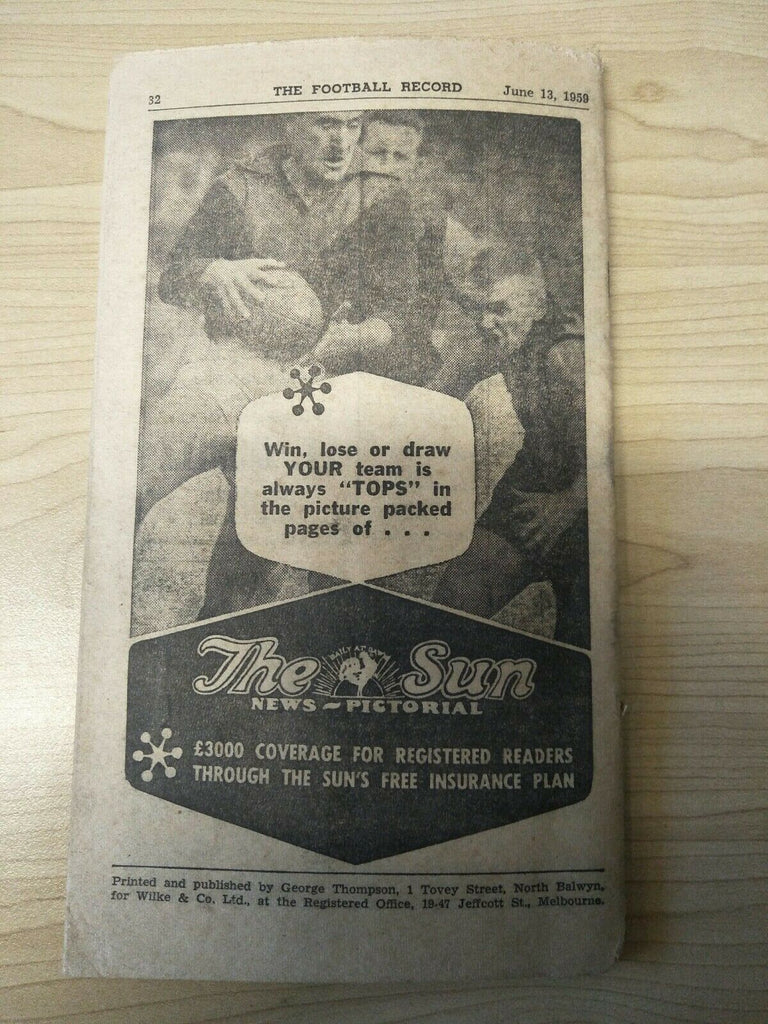 32 THE FOOTBALL RECORD June 13, 1959
Win, lose or draw
YOUR team is
always "TOPS" in
the picture packed
pages of . . .
DAILY AT DAWN
The Sun
NEWS-PICTORIAL
£3000 COVERAGE FOR REGISTERED READERS
THROUGH THE SUN'S FREE INSURANCE PLAN
Printed and published by George Thompson, 1 Tovey Street, North Balwyn,
for Wilke & Co. Ltd., at the Registered Office, 19-47 Jeffcott St., Melbourne.